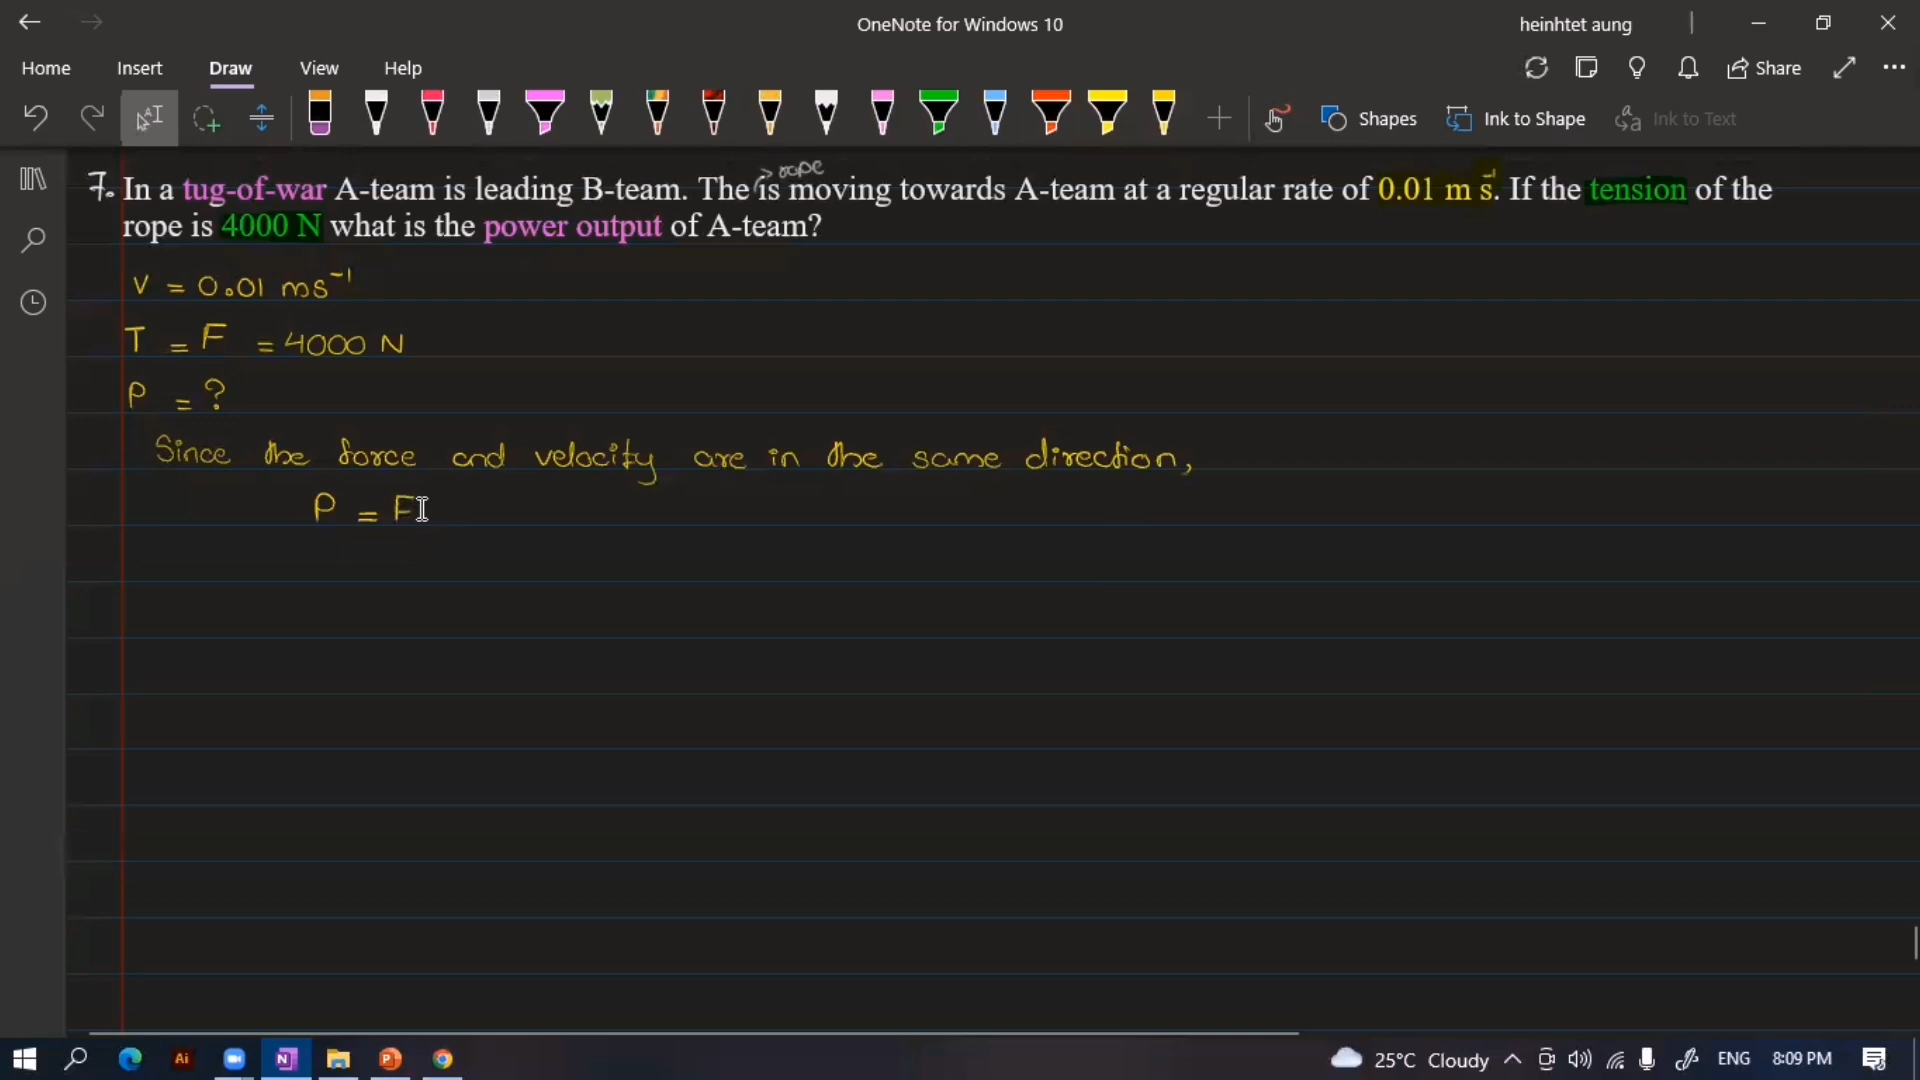 OneNote for Windows 10
heinhtet aung
Home Insert Draw View Help
Share
Shapes Ink to Shape Ink to Text
> rope
7. In a tug-of-war A-team is leading B-team. The is moving towards A-team at a regular rate of 0.01 m s⁻¹. If the tension of the
rope is 4000 N what is the power output of A-team?
V = 0.01 ms⁻¹
T = F = 4000 N
P = ?
Since the force and velocity are in the same direction,
P = F
25°C Cloudy
ENG
8:09 PM